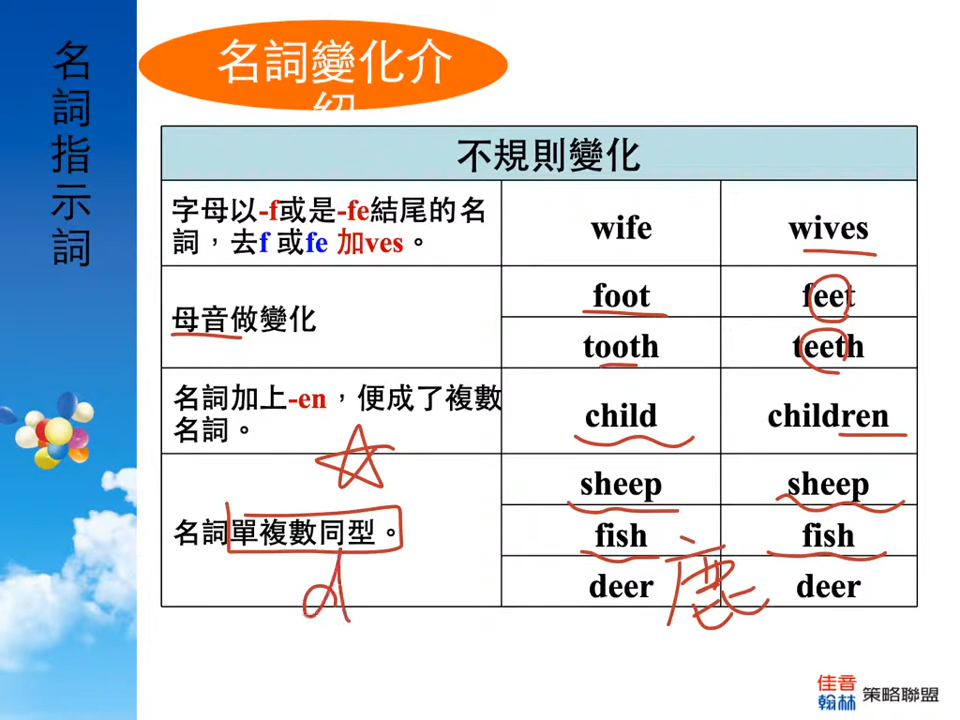 名詞指示詞
名詞變化介
紹
不規則變化
字母以-f或是-fe結尾的名
詞，去f 或fe 加ves。
wife
wives
母音做變化
foot
feet
tooth
teeth
名詞加上-en，便成了複數
名詞。
child
children
名詞單複數同型。
sheep
sheep
fish
fish
deer
deer
鹿
d
佳音
翰林
策略聯盟